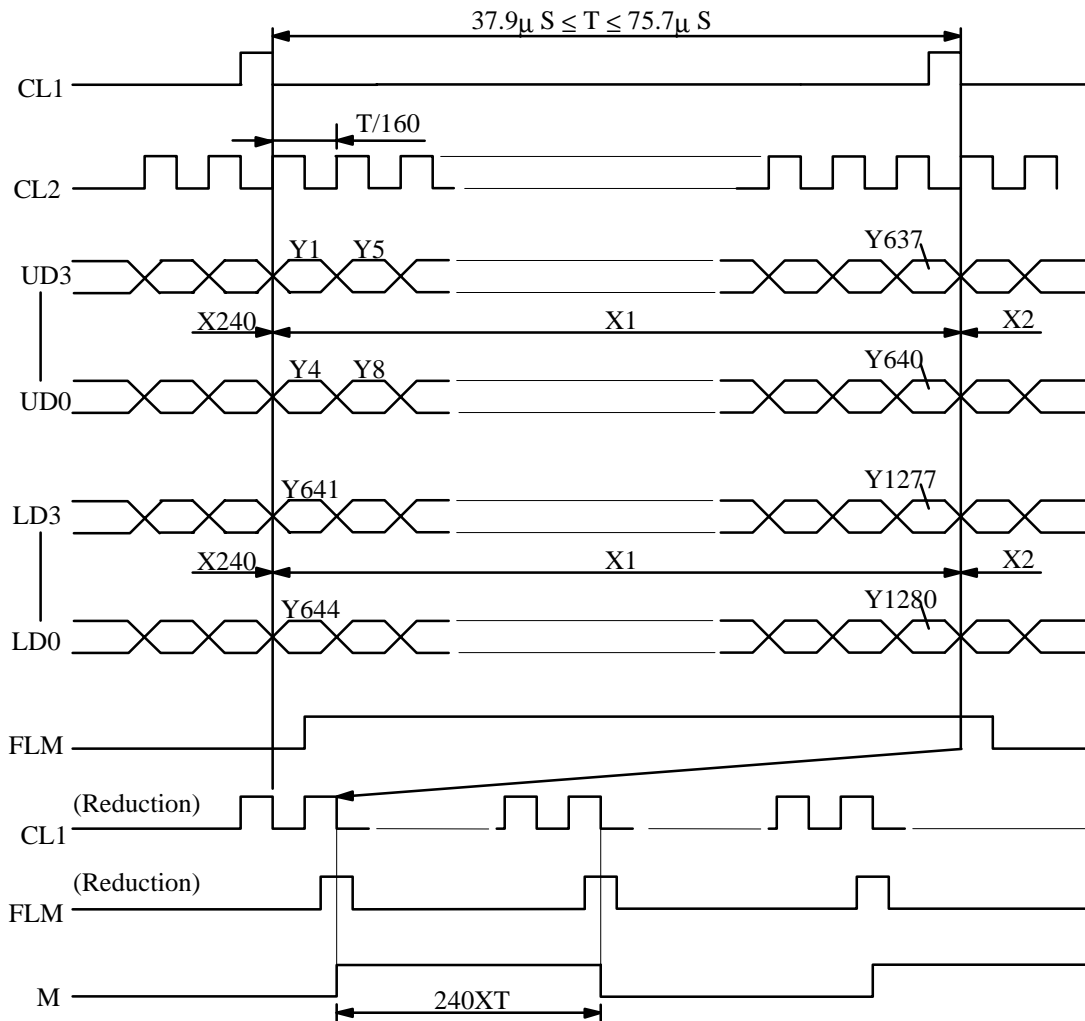 37.9μ S ≤ T ≤ 75.7μ S
CL1
T/160
CL2
Y1 Y5 Y637
UD3
X240 X1 X2
Y4 Y8 Y640
UD0
Y641 Y1277
LD3
X240 X1 X2
Y644 Y1280
LD0
FLM
(Reduction)
CL1
(Reduction)
FLM
M
240XT